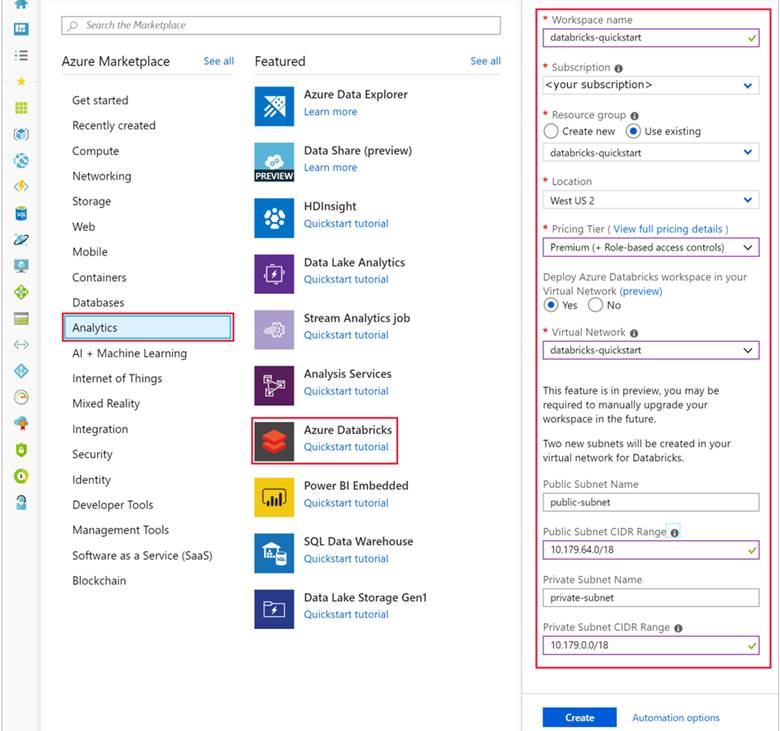 Search the Marketplace
Azure Marketplace
See all
Get started
Recently created
Compute
Networking
Storage
Web
Mobile
Containers
Databases
Analytics
AI + Machine Learning
Internet of Things
Mixed Reality
Integration
Security
Identity
Developer Tools
Management Tools
Software as a Service (SaaS)
Blockchain
Featured
See all
Azure Data Explorer
Learn more
PREVIEW
Data Share (preview)
Learn more
HDInsight
Quickstart tutorial
Data Lake Analytics
Quickstart tutorial
Stream Analytics job
Quickstart tutorial
Analysis Services
Quickstart tutorial
Azure Databricks
Quickstart tutorial
Power BI Embedded
Quickstart tutorial
SQL Data Warehouse
Quickstart tutorial
Data Lake Storage Gen1
Quickstart tutorial
* Workspace name
databricks-quickstart
* Subscription
<your subscription>
* Resource group
Create new Use existing
databricks-quickstart
* Location
West US 2
* Pricing Tier ( View full pricing details )
Premium (+ Role-based access controls)
Deploy Azure Databricks workspace in your
Virtual Network (preview)
Yes No
* Virtual Network
databricks-quickstart
This feature is in preview, you may be
required to manually upgrade your
workspace in the future.
Two new subnets will be created in your
virtual network for Databricks.
Public Subnet Name
public-subnet
Public Subnet CIDR Range
10.179.64.0/18
Private Subnet Name
private-subnet
Private Subnet CIDR Range
10.179.0.0/18
Create
Automation options